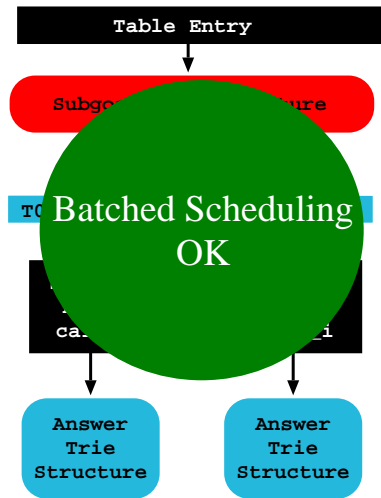 Table Entry
Batched Scheduling
OK
Answer
Trie
Structure
Answer
Trie
Structure